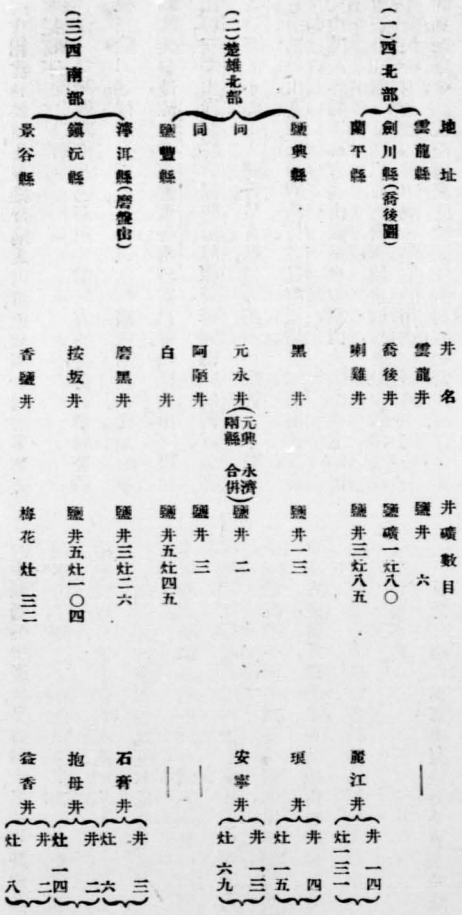 地址　井名　井礦數目
(一)西北部
雲龍縣　雲龍井　鹽井　六　——
劍川縣(喬後圖)　喬後井　鹽礦一灶八〇
蘭平縣　喇雞井　鹽井三灶八五　麗江井　井　一四　灶一三一
(二)楚雄北部
鹽興縣　黑井　鹽井一三　琅井　井　四　灶　一五
同　元永井(元興　永濟　兩縣　合併)鹽井　二　安寧井　井　一三　灶　六九
同　阿陋井　鹽井　三　——
鹽豐縣　白井　鹽井五灶四五　——
(三)西南部
濘洱縣(磨盤山)　磨黑井　鹽井三灶二六　石膏井　井　三　灶　六
鎮沅縣　按坂井　鹽井五灶一〇四　抱母井　井　二　灶　一四
景谷縣　香鹽井　梅花灶　三二　益香井　井　二　灶　八